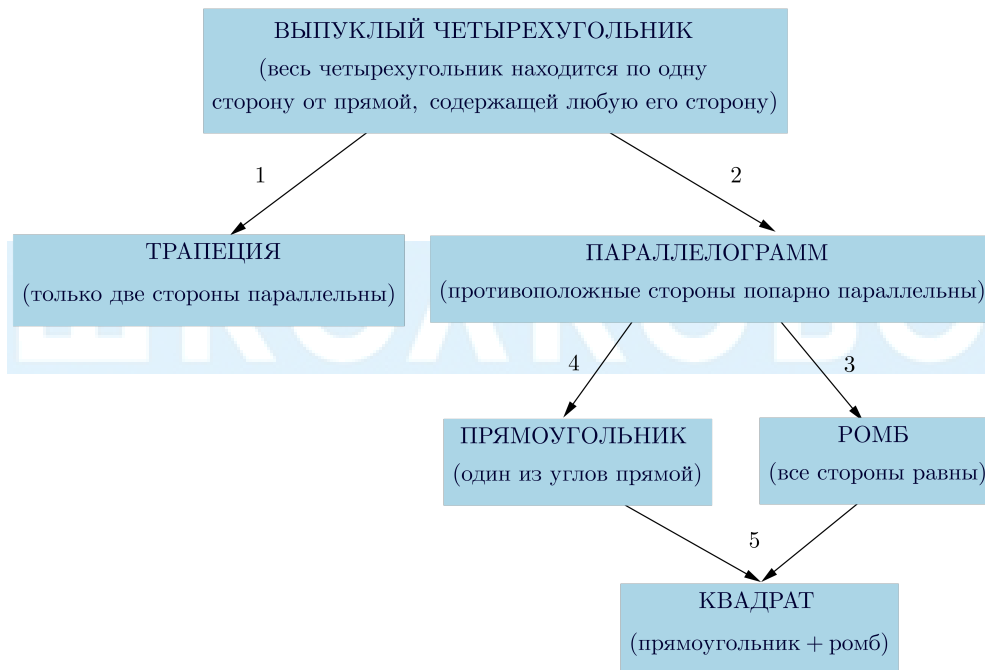 ВЫПУКЛЫЙ ЧЕТЫРЕХУГОЛЬНИК
(весь четырехугольник находится по одну
сторону от прямой, содержащей любую его сторону)
1
2
ТРАПЕЦИЯ
(только две стороны параллельны)
ПАРАЛЛЕЛОГРАММ
(противоположные стороны попарно параллельны)
ШКОЛКОВО
4
3
ПРЯМОУГОЛЬНИК
(один из углов прямой)
РОМБ
(все стороны равны)
5
КВАДРАТ
(прямоугольник + ромб)